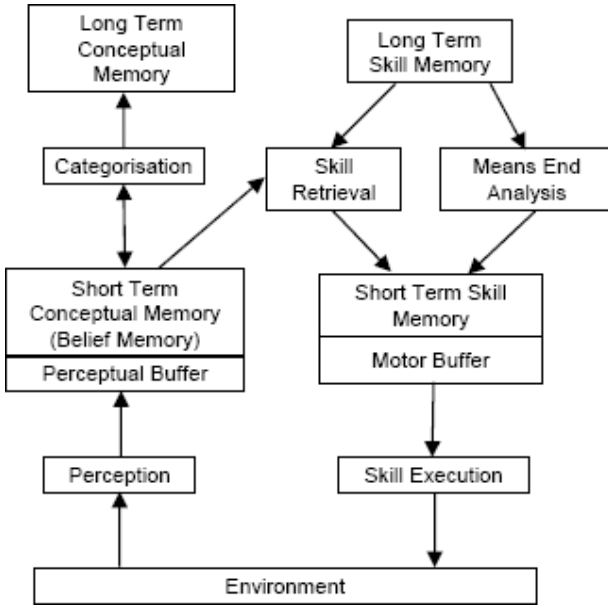 Long Term
Conceptual
Memory
Long Term
Skill Memory
Categorisation
Skill
Retrieval
Means End
Analysis
Short Term
Conceptual Memory
(Belief Memory)
Perceptual Buffer
Short Term Skill
Memory
Motor Buffer
Perception
Skill Execution
Environment